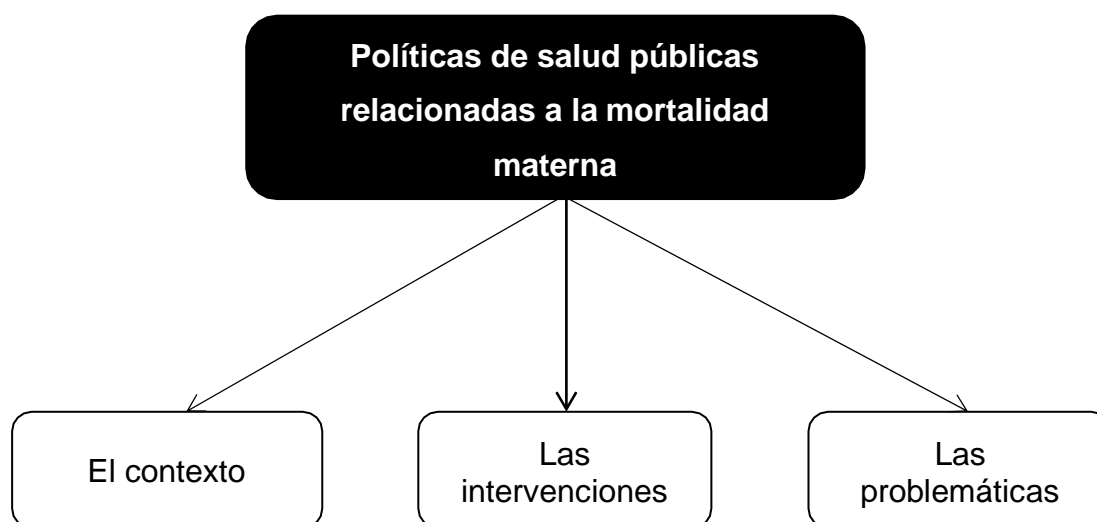 Políticas de salud públicas
relacionadas a la mortalidad
materna
El contexto
Las
intervenciones
Las
problemáticas